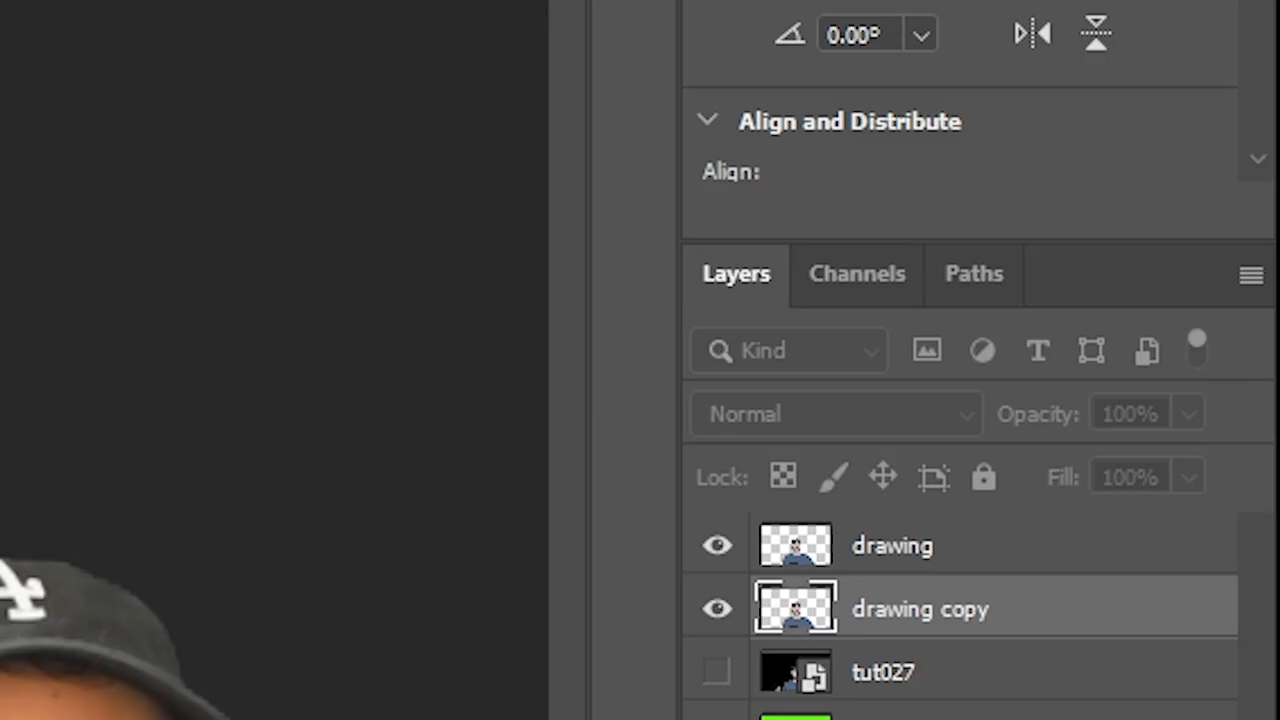 0.00°
Align and Distribute
Align:
Layers Channels Paths
Kind
Normal Opacity: 100%
Lock: Fill: 100%
drawing
drawing copy
tut027